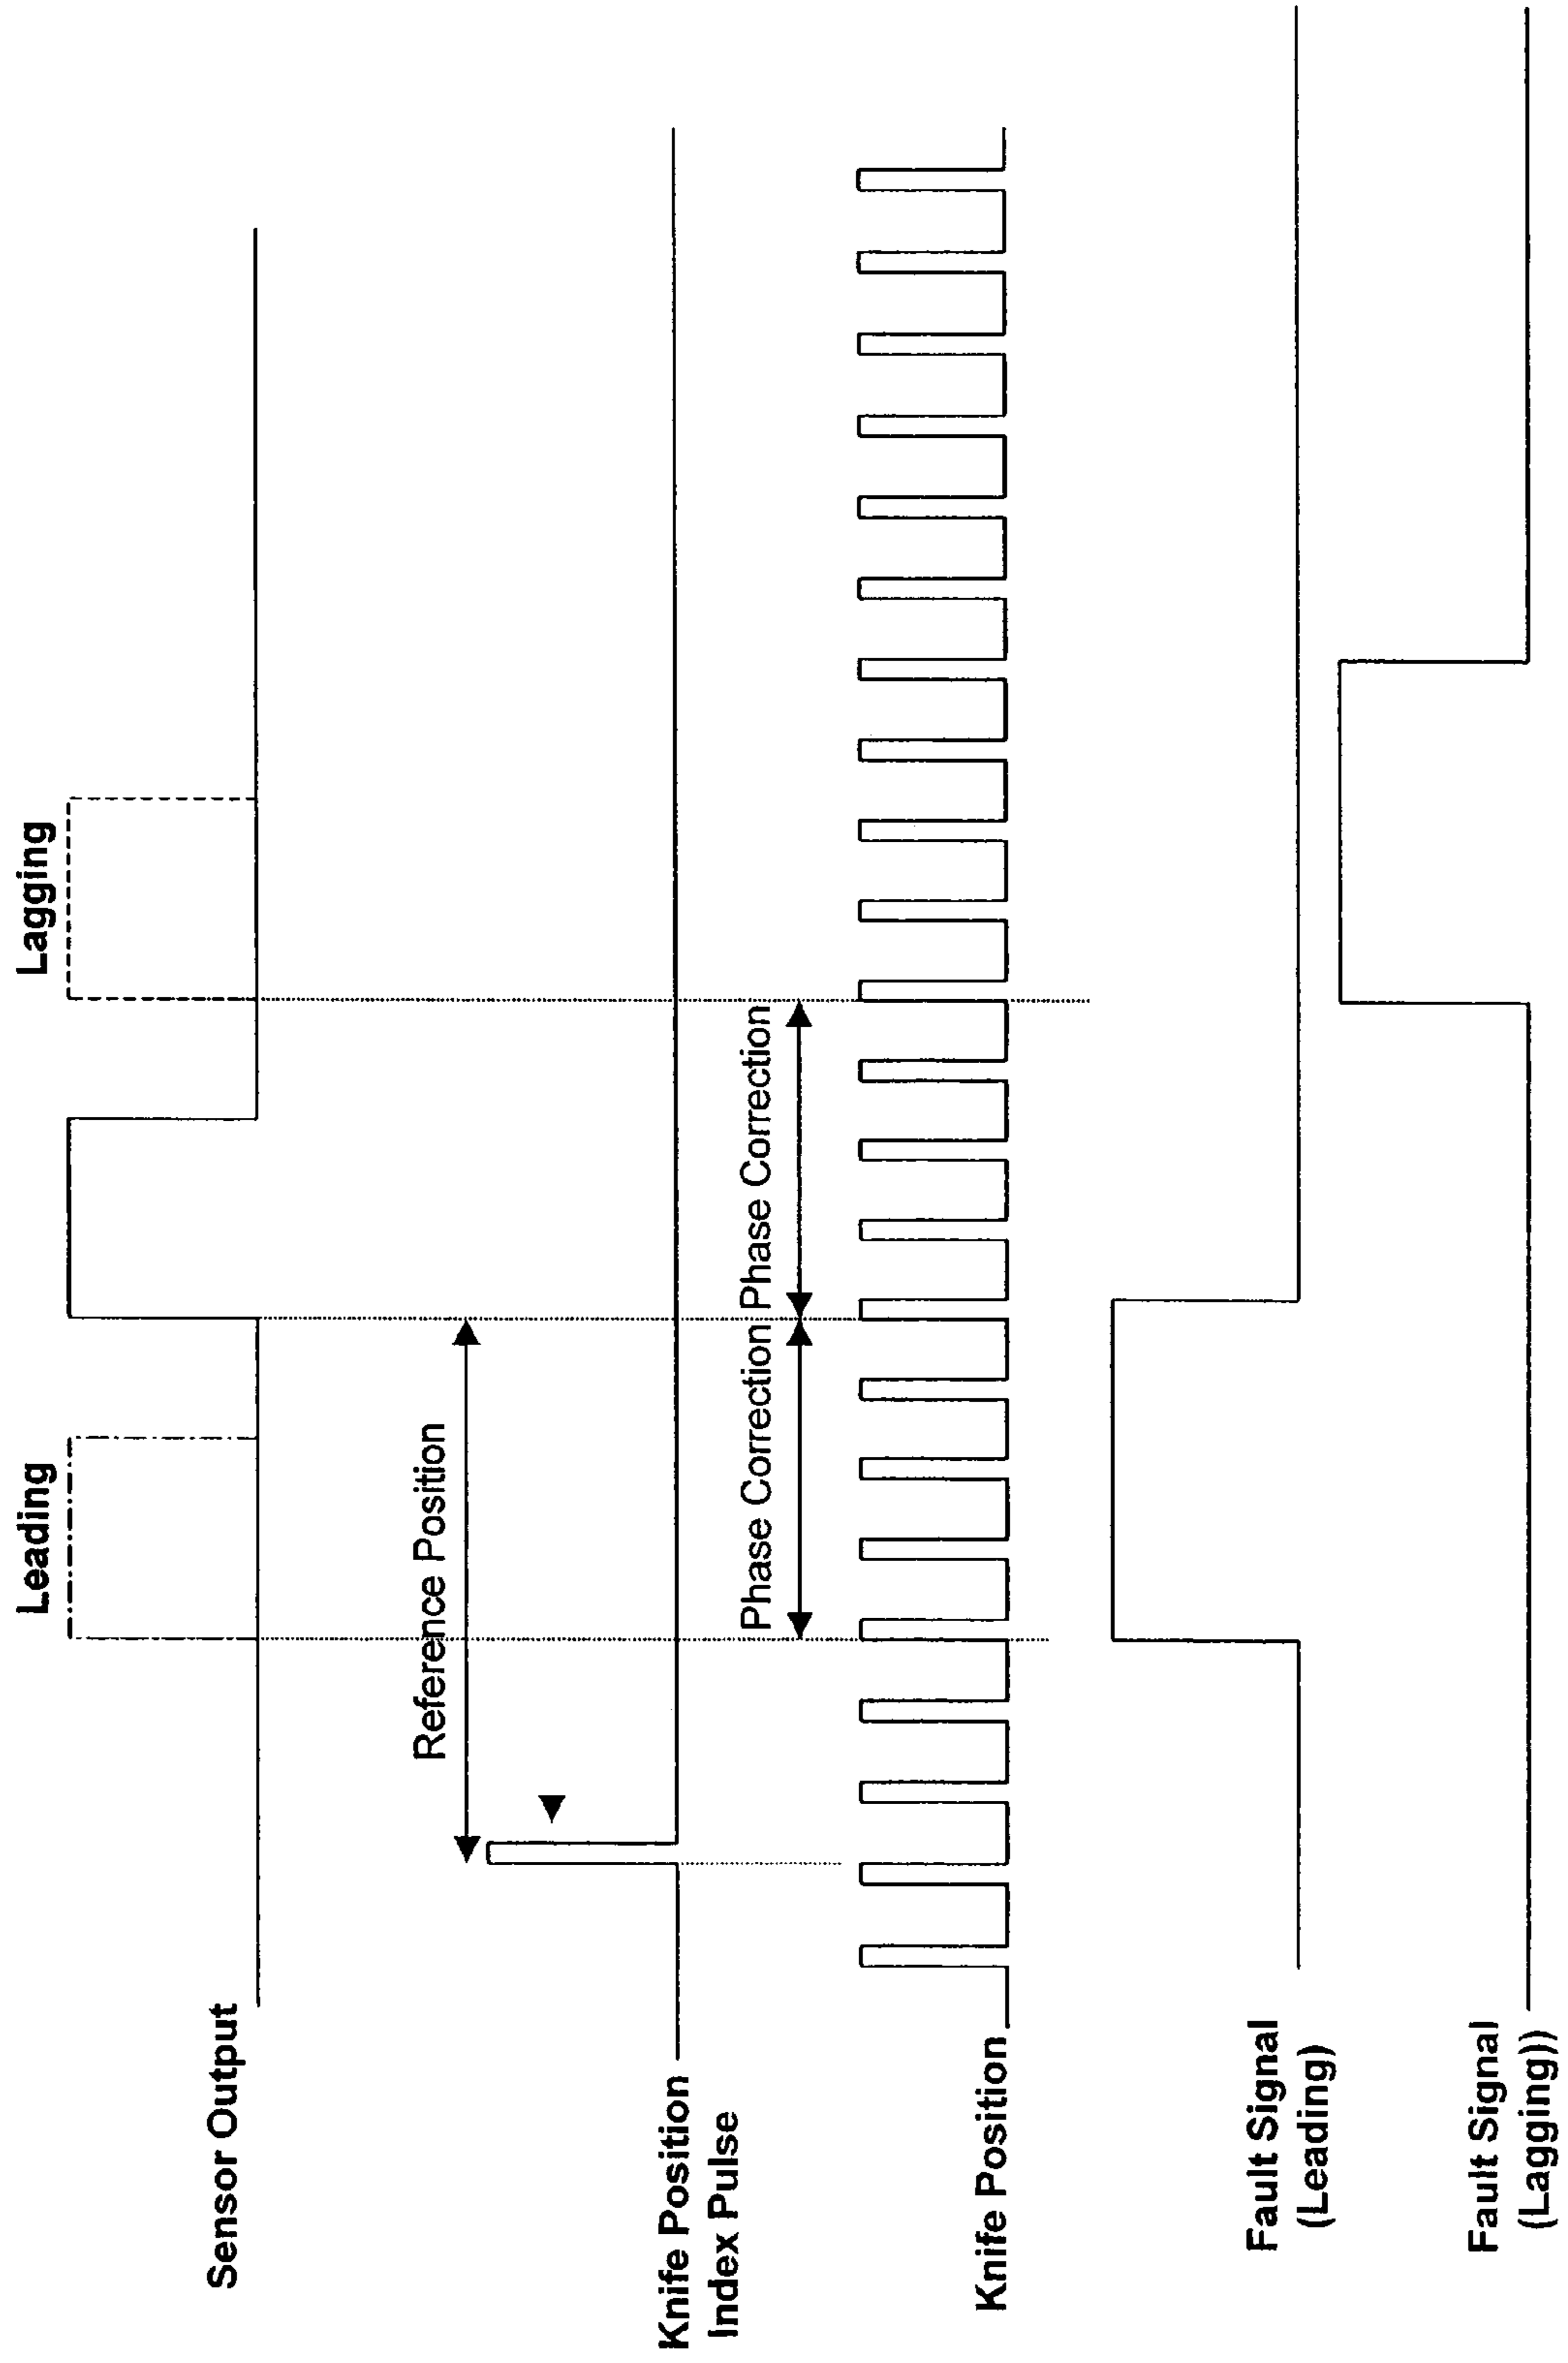 Leading
Lagging
Sensor Output
Reference Position
Knife Position
Index Pulse
Phase Correction
Phase Correction
Knife Position
Fault Signal
(Leading)
Fault Signal
(Lagging))